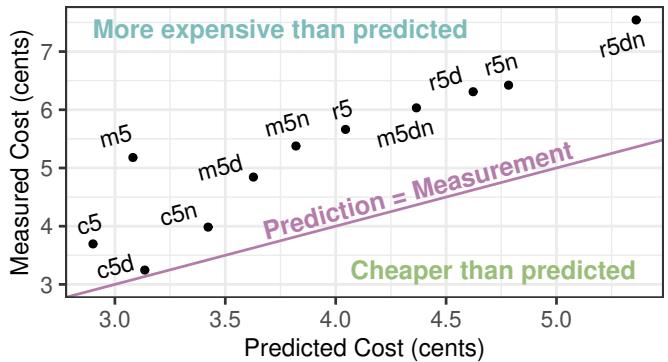 More expensive than predicted
r5dn
r5d
r5n
m5n
r5
m5dn
m5
m5d
Prediction = Measurement
c5n
c5
c5d
Cheaper than predicted
7
6
5
4
3
3.0
3.5
4.0
4.5
5.0
Measured Cost (cents)
Predicted Cost (cents)